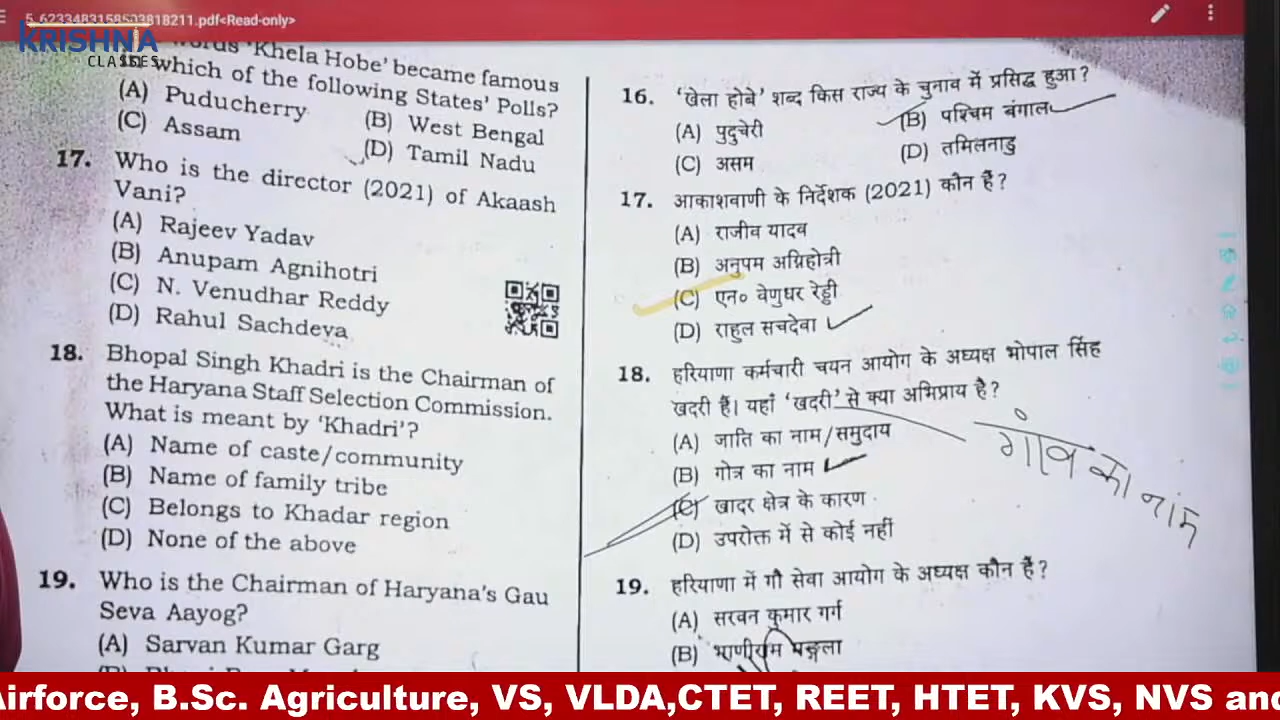 5_6233483158503818211.pdf<Read-only>
KRISHNA
CLASSES
'Khela Hobe' became famous
in which of the following States' Polls?
(A) Puducherry
(B) West Bengal
(C) Assam
(D) Tamil Nadu
17. Who is the director (2021) of Akaash
Vani?
(A) Rajeev Yadav
(B) Anupam Agnihotri
(C) N. Venudhar Reddy
(D) Rahul Sachdeva
18. Bhopal Singh Khadri is the Chairman of
the Haryana Staff Selection Commission.
What is meant by 'Khadri'?
(A) Name of caste/community
(B) Name of family tribe
(C) Belongs to Khadar region
(D) None of the above
19. Who is the Chairman of Haryana's Gau
Seva Aayog?
(A) Sarvan Kumar Garg
16. 'खेला होबे' शब्द किस राज्य के चुनाव में प्रसिद्ध हुआ?
(A) पुदुचेरी
(B) पश्चिम बंगाल
(C) असम
(D) तमिलनाडु
17. आकाशवाणी के निर्देशक (2021) कौन हैं?
(A) राजीव यादव
(B) अनुपम अग्निहोत्री
(C) एन० वेणुधर रेड्डी
(D) राहुल सचदेवा
18. हरियाणा कर्मचारी चयन आयोग के अध्यक्ष भोपाल सिंह
खदरी हैं। यहाँ 'खदरी' से क्या अभिप्राय है?
(A) जाति का नाम/समुदाय
(B) गोत्र का नाम
(C) खादर क्षेत्र के कारण
(D) उपरोक्त में से कोई नहीं
गांव का नाम
19. हरियाणा में गौ सेवा आयोग के अध्यक्ष कौन हैं?
(A) सरवन कुमार गर्ग
(B)
Airforce, B.Sc. Agriculture, VS, VLDA,CTET, REET, HTET, KVS, NVS and